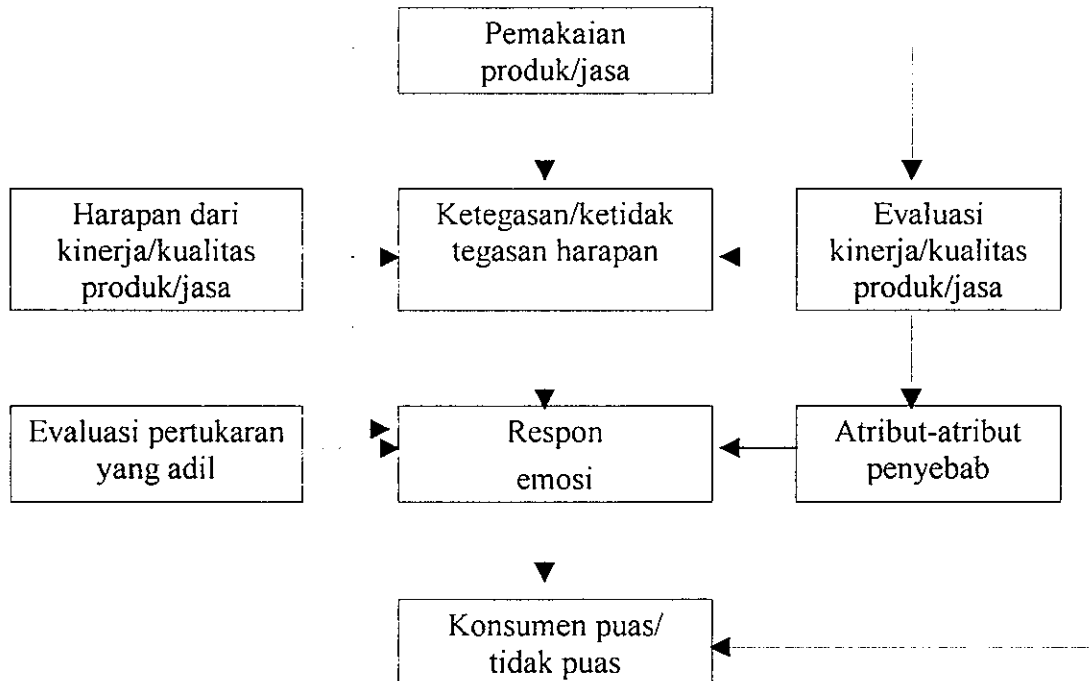 Pemakaian
produk/jasa
Harapan dari
kinerja/kualitas
produk/jasa
Ketegasan/ketidak
tegasan harapan
Evaluasi
kinerja/kualitas
produk/jasa
Evaluasi pertukaran
yang adil
Respon
emosi
Atribut-atribut
penyebab
Konsumen puas/
tidak puas